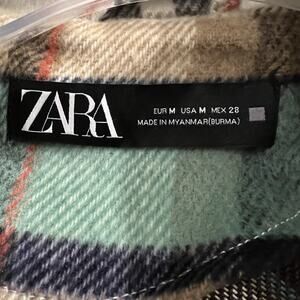 ZARA
EUR M USA M MEX 28
MADE IN MYANMAR(BURMA)